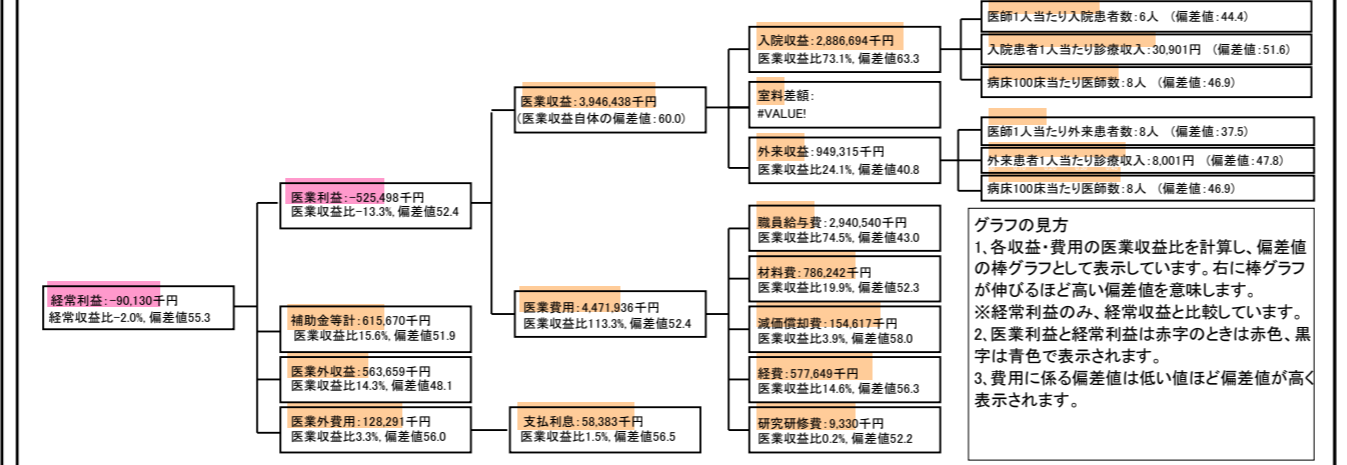 経常利益:-90,130千円
経常収益比-2.0%, 偏差値55.3
医業利益:-525,498千円
医業収益比-13.3%, 偏差値52.4
補助金等計:615,670千円
医業収益比15.6%, 偏差値51.9
医業外収益:563,659千円
医業収益比14.3%, 偏差値48.1
医業外費用:128,291千円
医業収益比3.3%, 偏差値56.0
医業収益:3,946,438千円
(医業収益自体の偏差値:60.0)
医業費用:4,471,936千円
医業収益比113.3%, 偏差値52.4
支払利息:58,383千円
医業収益比1.5%, 偏差値56.5
入院収益:2,886,694千円
医業収益比73.1%, 偏差値63.3
室料差額:
#VALUE!
外来収益:949,315千円
医業収益比24.1%, 偏差値40.8
職員給与費:2,940,540千円
医業収益比74.5%, 偏差値43.0
材料費:786,242千円
医業収益比19.9%, 偏差値52.3
減価償却費:154,617千円
医業収益比3.9%, 偏差値58.0
経費:577,649千円
医業収益比14.6%, 偏差値56.3
研究研修費:9,330千円
医業収益比0.2%, 偏差値52.2
医師1人当たり入院患者数:6人 (偏差値:44.4)
入院患者1人当たり診療収入:30,901円 (偏差値:51.6)
病床100床当たり医師数:8人 (偏差値:46.9)
医師1人当たり外来患者数:8人 (偏差値:37.5)
外来患者1人当たり診療収入:8,001円 (偏差値:47.8)
病床100床当たり医師数:8人 (偏差値:46.9)
グラフの見方
1、各収益・費用の医業収益比を計算し、偏差値
の棒グラフとして表示しています。右に棒グラフ
が伸びるほど高い偏差値を意味します。
※経常利益のみ、経常収益と比較しています。
2、医業利益と経常利益は赤字のときは赤色、黒
字は青色で表示されます。
3、費用に係る偏差値は低い値ほど偏差値が高く
表示されます。